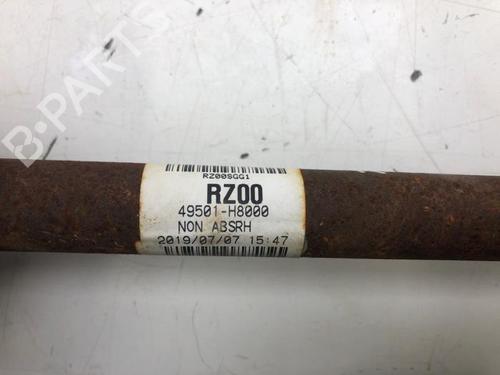 B-PARTS
RZ00SGG1
RZ00
49501-H8000
NON ABSRH
2019/07/07 15:47